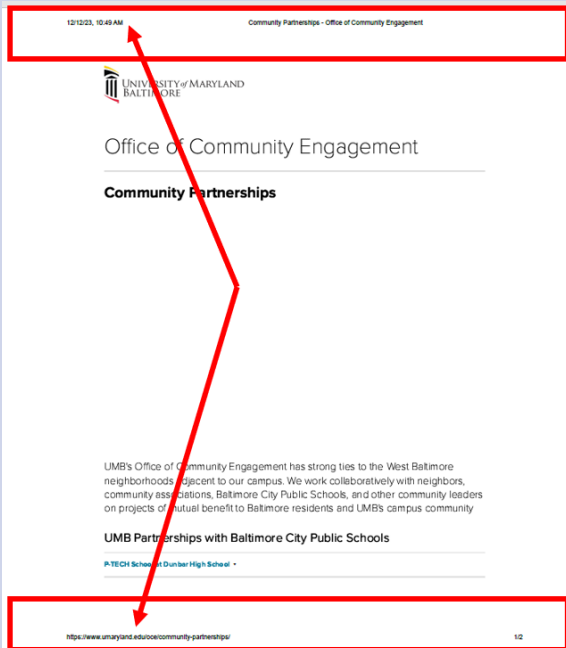 12/12/23, 10:49 AM Community Partnerships - Office of Community Engagement
UNIVERSITY of MARYLAND
BALTIMORE
Office of Community Engagement
Community Partnerships
UMB's Office of Community Engagement has strong ties to the West Baltimore
neighborhoods adjacent to our campus. We work collaboratively with neighbors,
community associations, Baltimore City Public Schools, and other community leaders
on projects of mutual benefit to Baltimore residents and UMB's campus community
UMB Partnerships with Baltimore City Public Schools
P-TECH School at Dunbar High School •
https://www.umaryland.edu/oce/community-partnerships/ 1/2